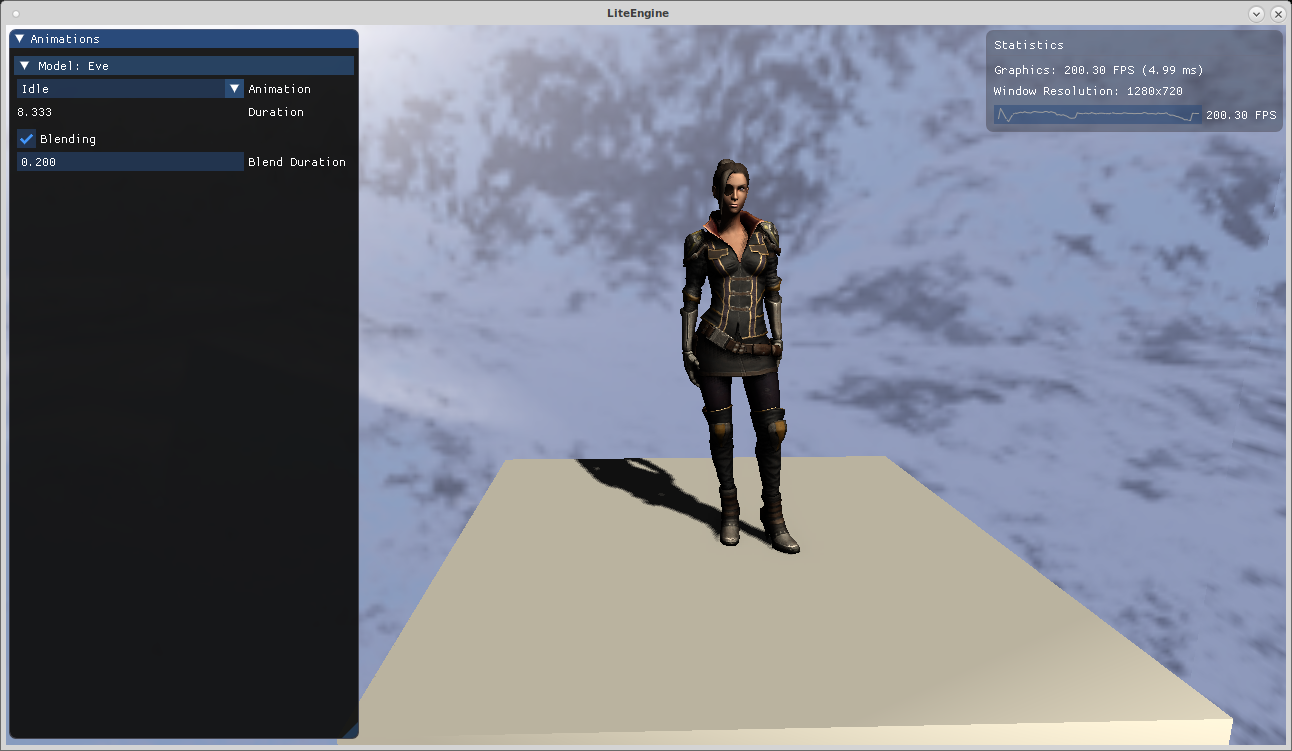 LiteEngine
Animations
Model: Eve
Idle Animation
8.333 Duration
Blending
0.200 Blend Duration
Statistics
Graphics: 200.30 FPS (4.99 ms)
Window Resolution: 1280x720
200.30 FPS